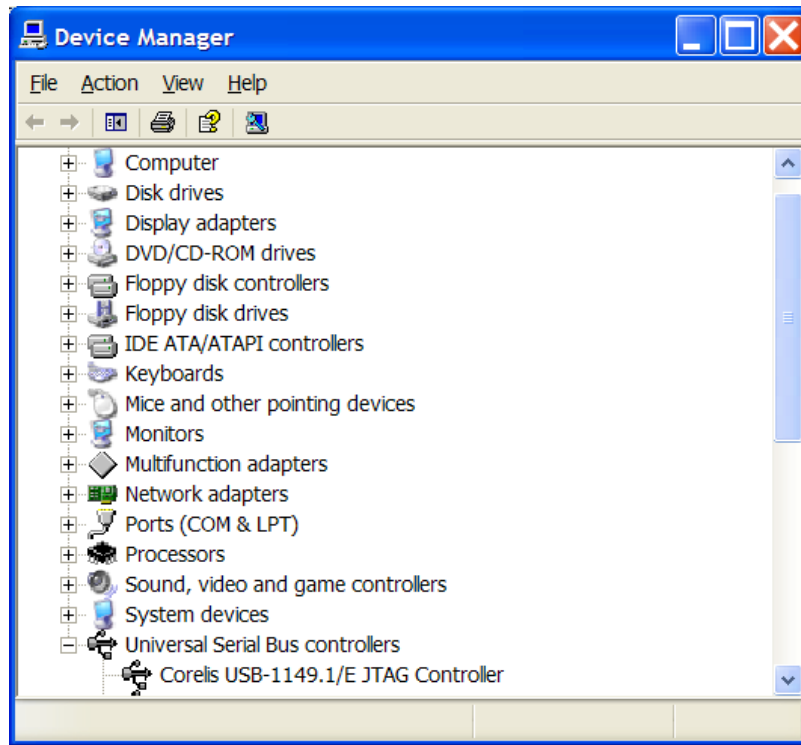 Device Manager
File Action View Help
Computer
Disk drives
Display adapters
DVD/CD-ROM drives
Floppy disk controllers
Floppy disk drives
IDE ATA/ATAPI controllers
Keyboards
Mice and other pointing devices
Monitors
Multifunction adapters
Network adapters
Ports (COM & LPT)
Processors
Sound, video and game controllers
System devices
Universal Serial Bus controllers
Corelis USB-1149.1/E JTAG Controller